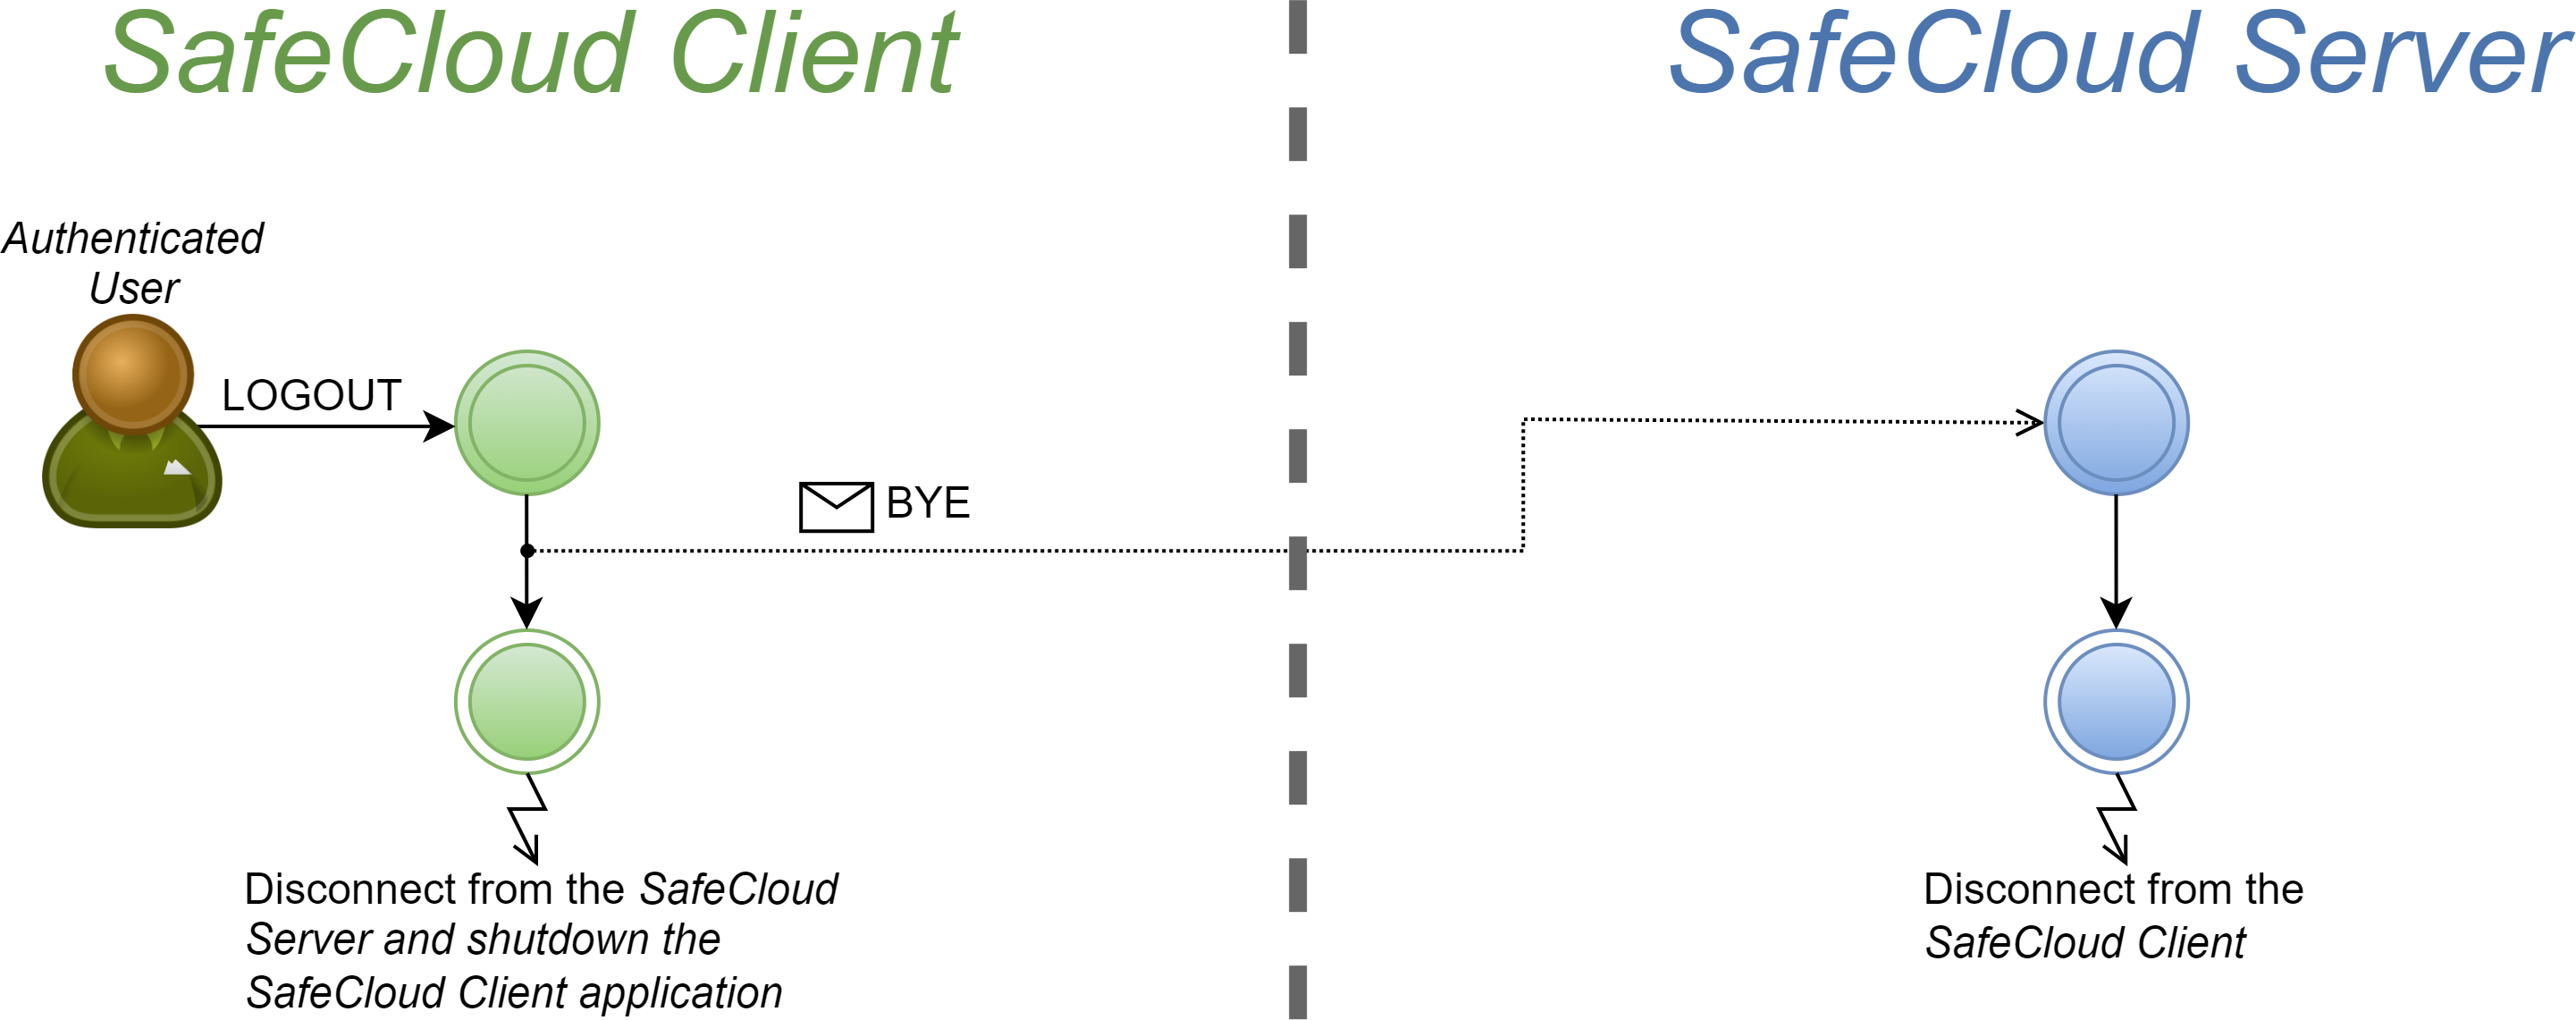 SafeCloud Client
SafeCloud Server
Authenticated
User
LOGOUT
BYE
Disconnect from the SafeCloud
Server and shutdown the
SafeCloud Client application
Disconnect from the
SafeCloud Client